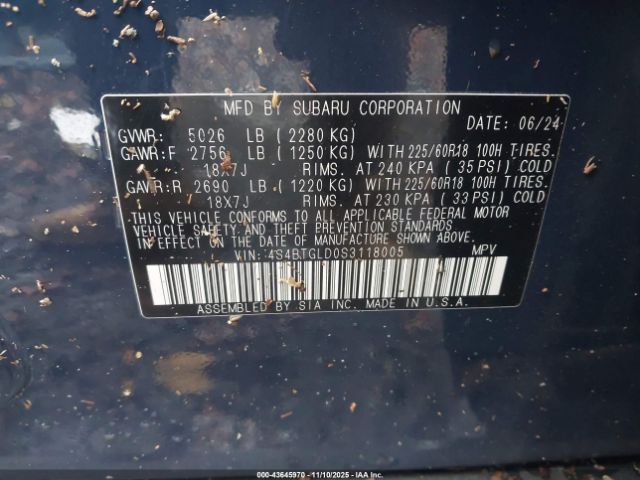 MFD BY SUBARU CORPORATION
DATE: 06/24
GVWR: 5026 LB (2280 KG)
GAWR:F 2756 LB (1250 KG) WITH 225/60R18 100H TIRES.
18X7J RIMS. AT 240 KPA (35 PSI) COLD
GAWR:R 2690 LB (1220 KG) WITH 225/60R18 100H TIRES.
18X7J RIMS. AT 230 KPA (33 PSI) COLD
THIS VEHICLE CONFORMS TO ALL APPLICABLE FEDERAL MOTOR
VEHICLE SAFETY AND THEFT PREVENTION STANDARDS
IN EFFECT ON THE DATE OF MANUFACTURE SHOWN ABOVE.
VIN: 4S4BTGLD0S3118005 MPV
ASSEMBLED BY SIA INC. MADE IN U.S.A.
000-43645970 - 11/10/2025 - IAAI.COM